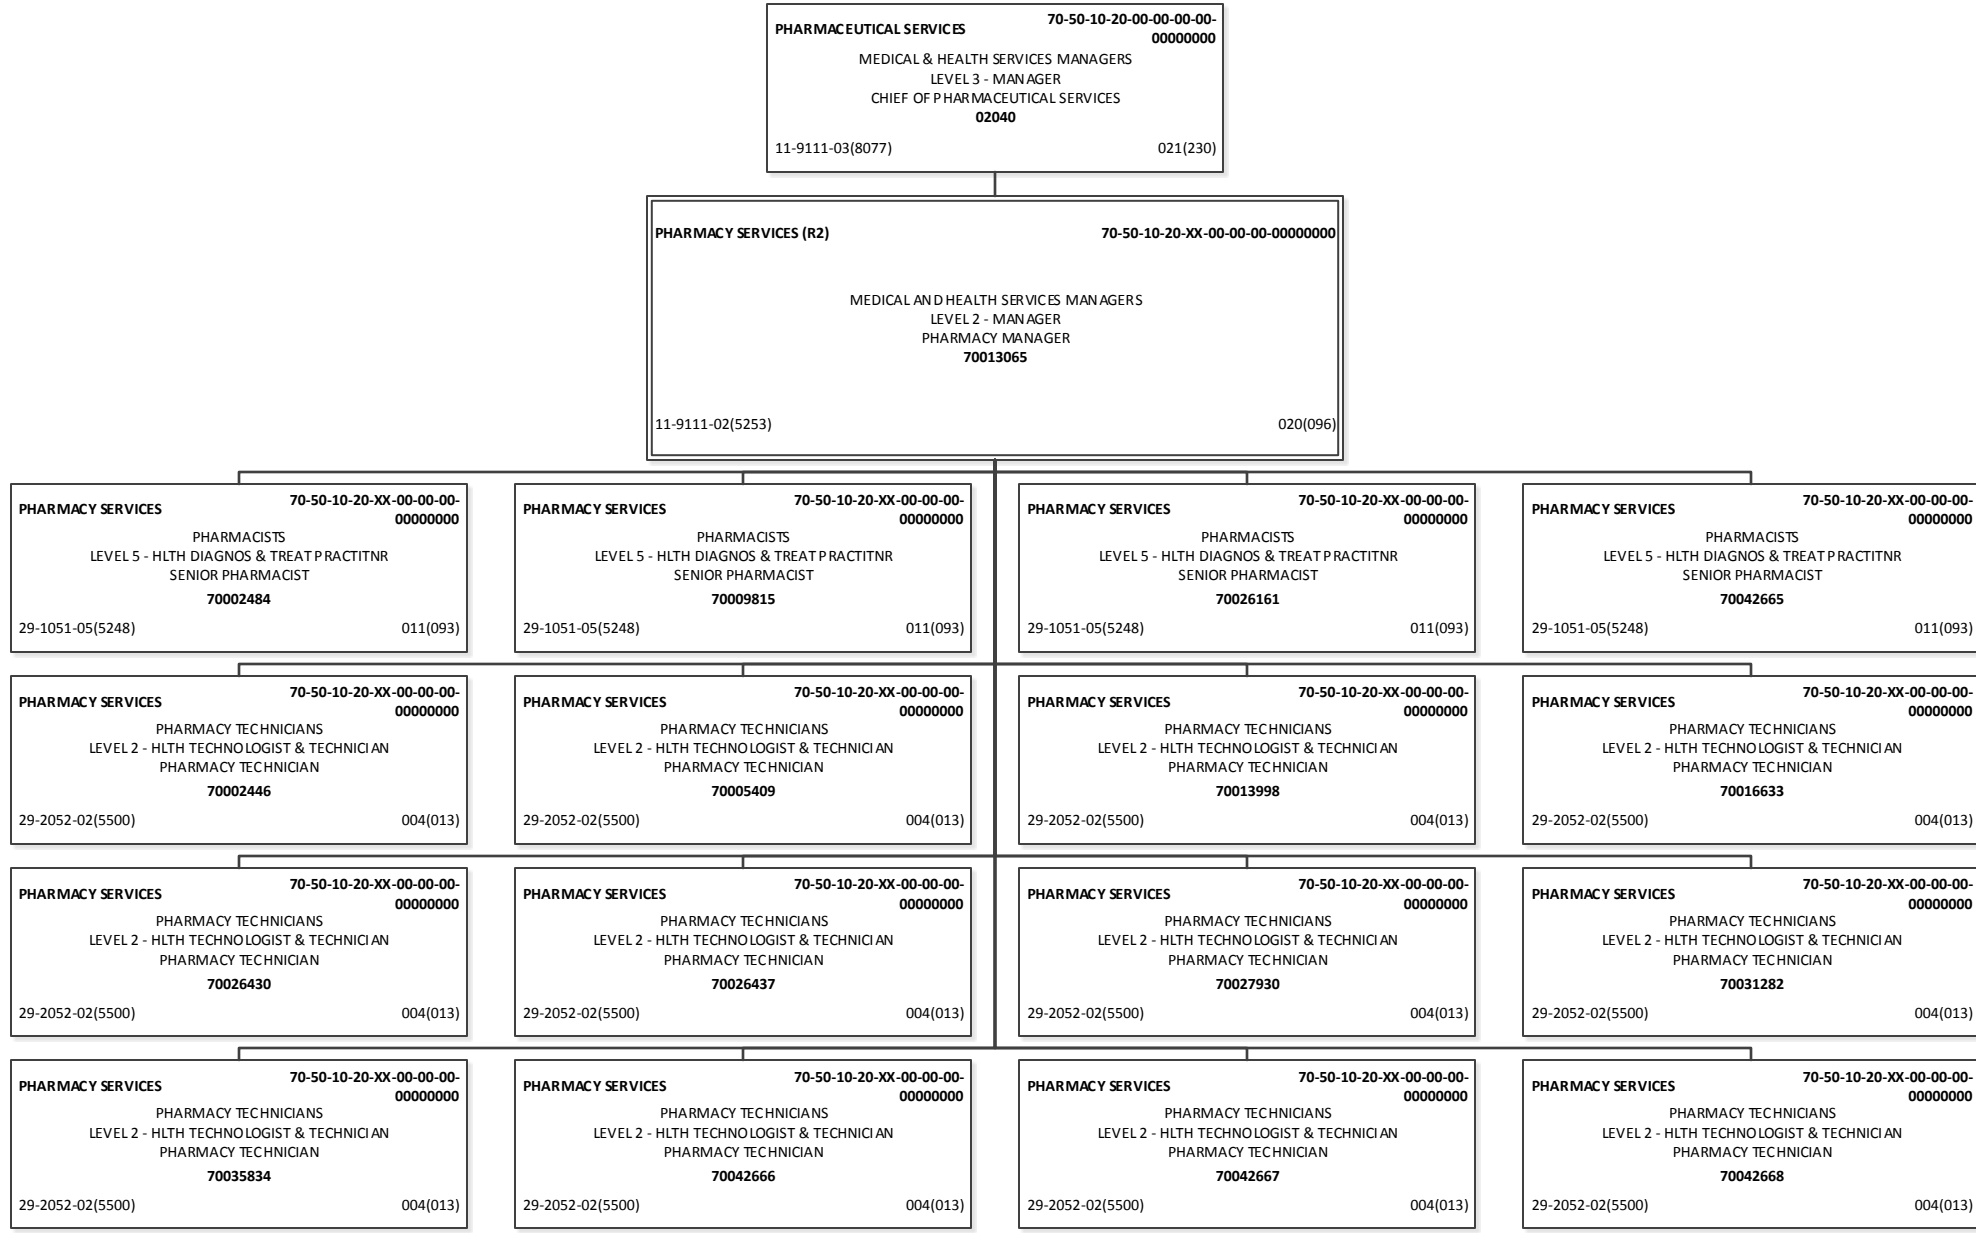 PHARMACEUTICAL SERVICES
70-50-10-20-00-00-00-00-
00000000
MEDICAL & HEALTH SERVICES MANAGERS
LEVEL 3 - MANAGER
CHIEF OF PHARMACEUTICAL SERVICES
02040
11-9111-03(8077)
021(230)
PHARMACY SERVICES (R2)
70-50-10-20-XX-00-00-00-00000000
MEDICAL AND HEALTH SERVICES MANAGERS
LEVEL 2 - MANAGER
PHARMACY MANAGER
70013065
11-9111-02(5253)
020(096)
PHARMACY SERVICES
70-50-10-20-XX-00-00-00-
00000000
PHARMACISTS
LEVEL 5 - HLTH DIAGNOS & TREAT PRACTITNR
SENIOR PHARMACIST
70002484
29-1051-05(5248)
011(093)
PHARMACY SERVICES
70-50-10-20-XX-00-00-00-
00000000
PHARMACISTS
LEVEL 5 - HLTH DIAGNOS & TREAT PRACTITNR
SENIOR PHARMACIST
70009815
29-1051-05(5248)
011(093)
PHARMACY SERVICES
70-50-10-20-XX-00-00-00-
00000000
PHARMACISTS
LEVEL 5 - HLTH DIAGNOS & TREAT PRACTITNR
SENIOR PHARMACIST
70026161
29-1051-05(5248)
011(093)
PHARMACY SERVICES
70-50-10-20-XX-00-00-00-
00000000
PHARMACISTS
LEVEL 5 - HLTH DIAGNOS & TREAT PRACTITNR
SENIOR PHARMACIST
70042665
29-1051-05(5248)
011(093)
PHARMACY SERVICES
70-50-10-20-XX-00-00-00-
00000000
PHARMACY TECHNICIANS
LEVEL 2 - HLTH TECHNOLOGIST & TECHNICIAN
PHARMACY TECHNICIAN
70002446
29-2052-02(5500)
004(013)
PHARMACY SERVICES
70-50-10-20-XX-00-00-00-
00000000
PHARMACY TECHNICIANS
LEVEL 2 - HLTH TECHNOLOGIST & TECHNICIAN
PHARMACY TECHNICIAN
70005409
29-2052-02(5500)
004(013)
PHARMACY SERVICES
70-50-10-20-XX-00-00-00-
00000000
PHARMACY TECHNICIANS
LEVEL 2 - HLTH TECHNOLOGIST & TECHNICIAN
PHARMACY TECHNICIAN
70013998
29-2052-02(5500)
004(013)
PHARMACY SERVICES
70-50-10-20-XX-00-00-00-
00000000
PHARMACY TECHNICIANS
LEVEL 2 - HLTH TECHNOLOGIST & TECHNICIAN
PHARMACY TECHNICIAN
70016633
29-2052-02(5500)
004(013)
PHARMACY SERVICES
70-50-10-20-XX-00-00-00-
00000000
PHARMACY TECHNICIANS
LEVEL 2 - HLTH TECHNOLOGIST & TECHNICIAN
PHARMACY TECHNICIAN
70026430
29-2052-02(5500)
004(013)
PHARMACY SERVICES
70-50-10-20-XX-00-00-00-
00000000
PHARMACY TECHNICIANS
LEVEL 2 - HLTH TECHNOLOGIST & TECHNICIAN
PHARMACY TECHNICIAN
70026437
29-2052-02(5500)
004(013)
PHARMACY SERVICES
70-50-10-20-XX-00-00-00-
00000000
PHARMACY TECHNICIANS
LEVEL 2 - HLTH TECHNOLOGIST & TECHNICIAN
PHARMACY TECHNICIAN
70027930
29-2052-02(5500)
004(013)
PHARMACY SERVICES
70-50-10-20-XX-00-00-00-
00000000
PHARMACY TECHNICIANS
LEVEL 2 - HLTH TECHNOLOGIST & TECHNICIAN
PHARMACY TECHNICIAN
70031282
29-2052-02(5500)
004(013)
PHARMACY SERVICES
70-50-10-20-XX-00-00-00-
00000000
PHARMACY TECHNICIANS
LEVEL 2 - HLTH TECHNOLOGIST & TECHNICIAN
PHARMACY TECHNICIAN
70035834
29-2052-02(5500)
004(013)
PHARMACY SERVICES
70-50-10-20-XX-00-00-00-
00000000
PHARMACY TECHNICIANS
LEVEL 2 - HLTH TECHNOLOGIST & TECHNICIAN
PHARMACY TECHNICIAN
70042666
29-2052-02(5500)
004(013)
PHARMACY SERVICES
70-50-10-20-XX-00-00-00-
00000000
PHARMACY TECHNICIANS
LEVEL 2 - HLTH TECHNOLOGIST & TECHNICIAN
PHARMACY TECHNICIAN
70042667
29-2052-02(5500)
004(013)
PHARMACY SERVICES
70-50-10-20-XX-00-00-00-
00000000
PHARMACY TECHNICIANS
LEVEL 2 - HLTH TECHNOLOGIST & TECHNICIAN
PHARMACY TECHNICIAN
70042668
29-2052-02(5500)
004(013)